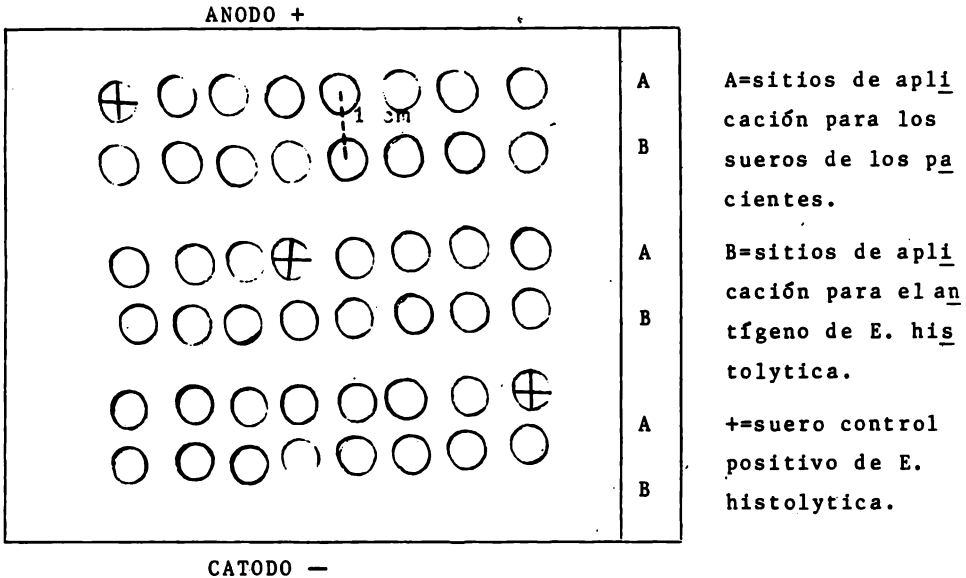 ANODO +
1 cm
A
B
A
B
A
B
A=sitios de apli
cación para los
sueros de los pa
cientes.
B=sitios de apli
cación para el an
tígeno de E. his
tolytica.
+=suero control
positivo de E.
histolytica.
CATODO —